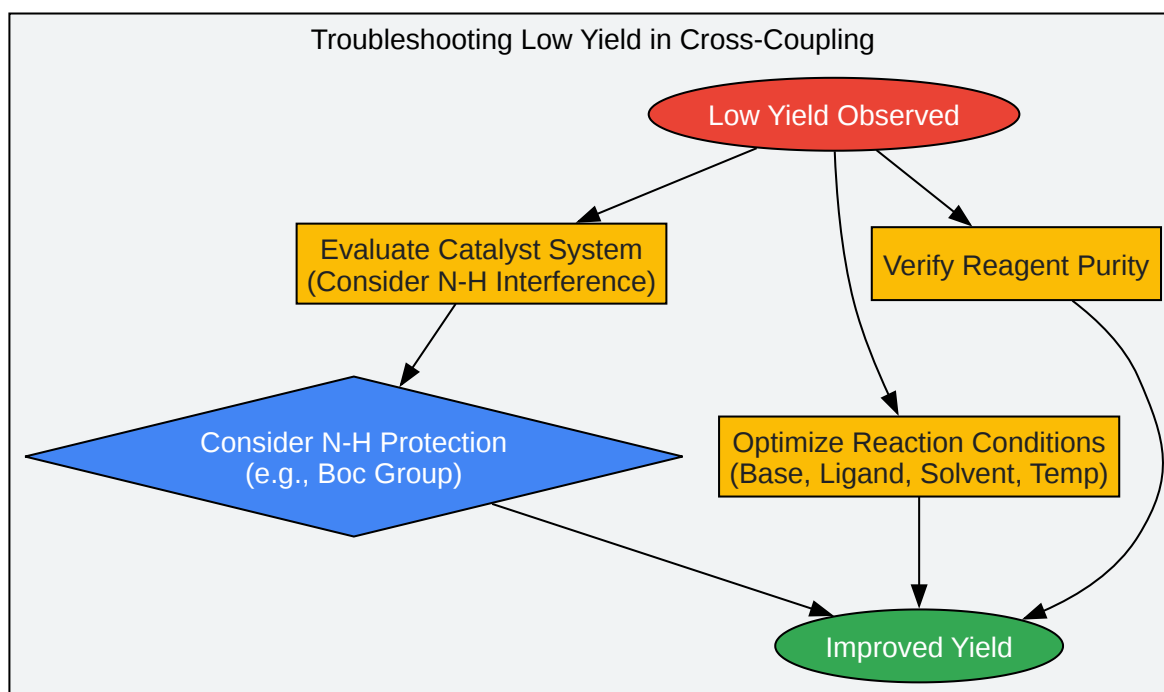 Troubleshooting Low Yield in Cross-Coupling
Low Yield Observed
Evaluate Catalyst System
(Consider N-H Interference)
Verify Reagent Purity
Consider N-H Protection
(e.g., Boc Group)
Optimize Reaction Conditions
(Base, Ligand, Solvent, Temp)
Improved Yield